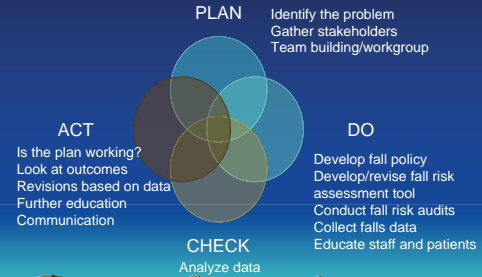 PLAN
Identify the problem
Gather stakeholders
Team building/workgroup
ACT
Is the plan working?
Look at outcomes
Revisions based on data
Further education
Communication
DO
Develop fall policy
Develop/revise fall risk
assessment tool
Conduct fall risk audits
Collect falls data
Educate staff and patients
CHECK
Analyze data